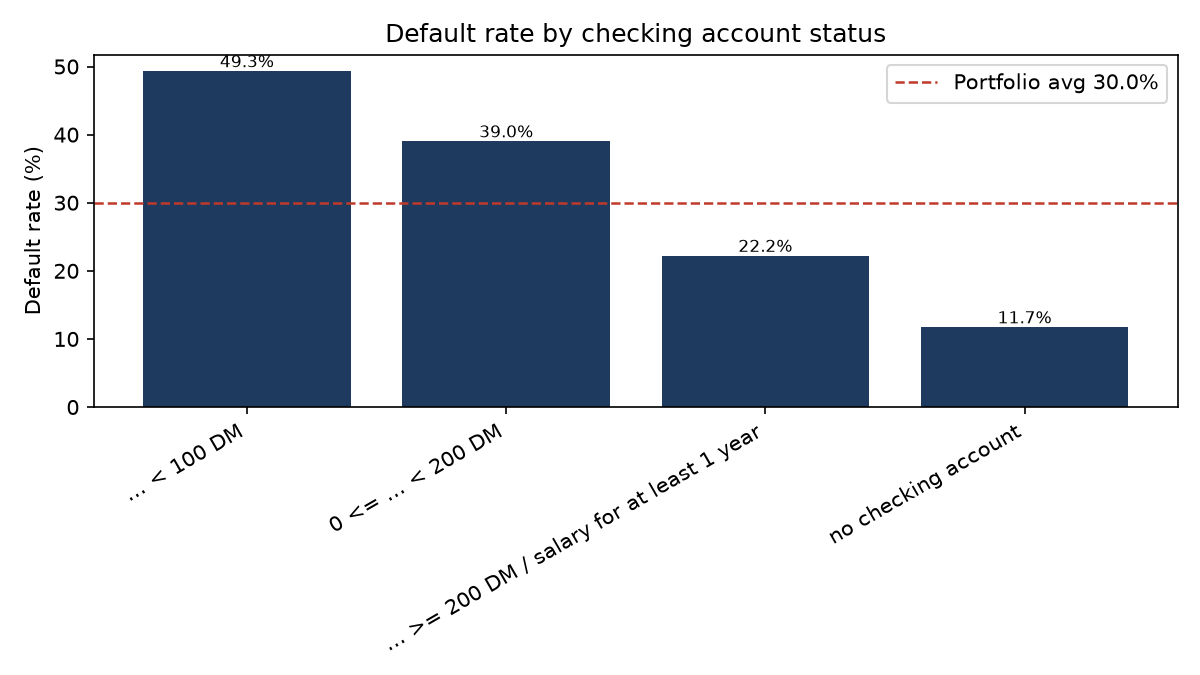 Default rate by checking account status
Portfolio avg 30.0%
Default rate (%)
50
40
30
20
10
0
49.3%
39.0%
22.2%
11.7%
... < 100 DM
0 <= ... < 200 DM
... >= 200 DM / salary for at least 1 year
no checking account